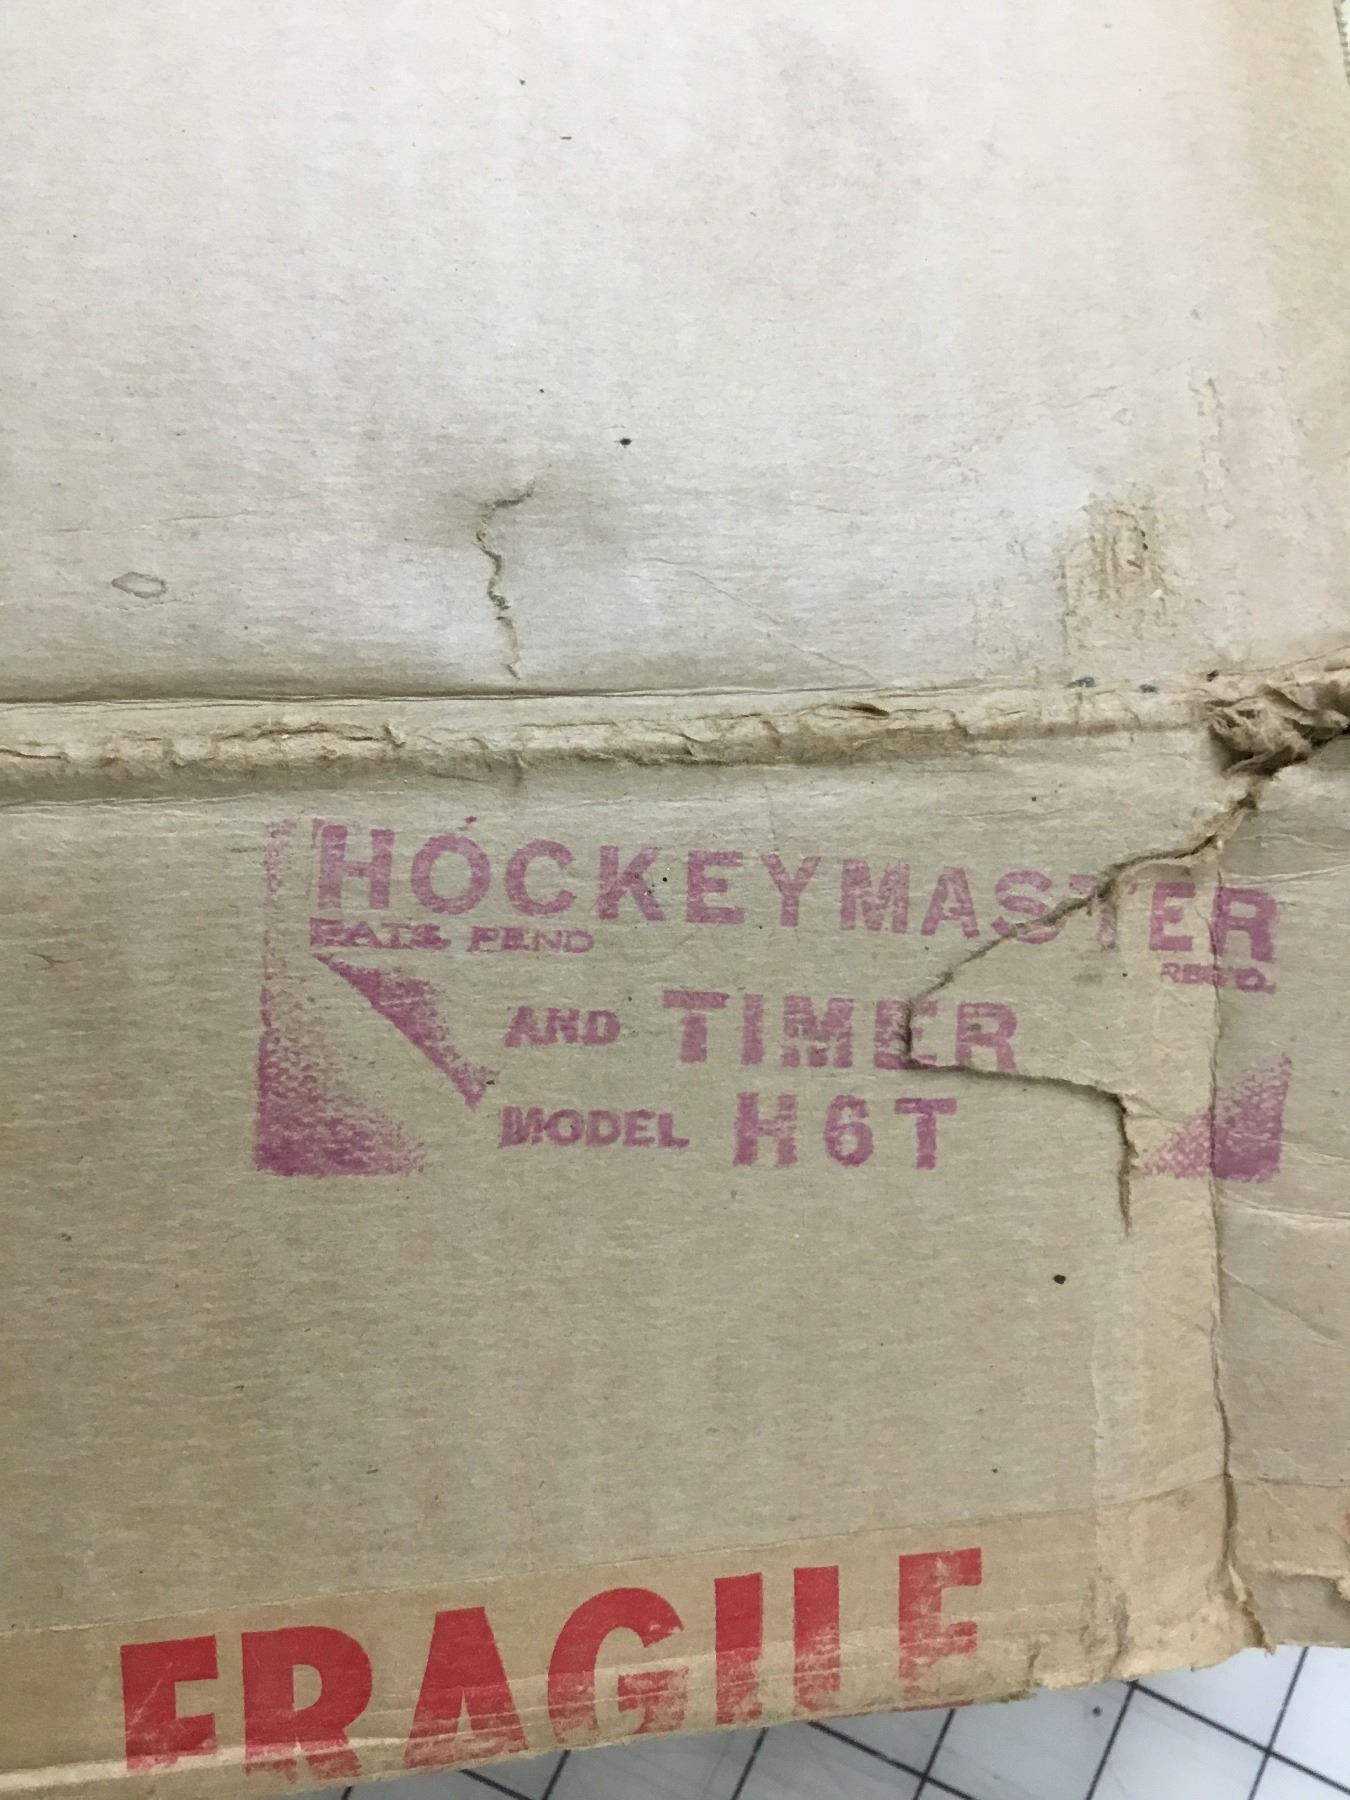 HOCKEYMASTER
PATS. PEND
REG'D.
AND TIMER
MODEL H6T
FRAGILE